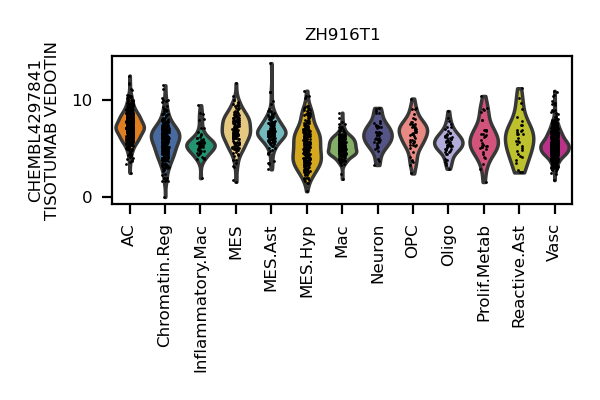 ZH916T1
CHEMBL4297841
TISOTUMAB VEDOTIN
10
0
AC
Chromatin.Reg
Inflammatory.Mac
MES
MES.Ast
MES.Hyp
Mac
Neuron
OPC
Oligo
Prolif.Metab
Reactive.Ast
Vasc